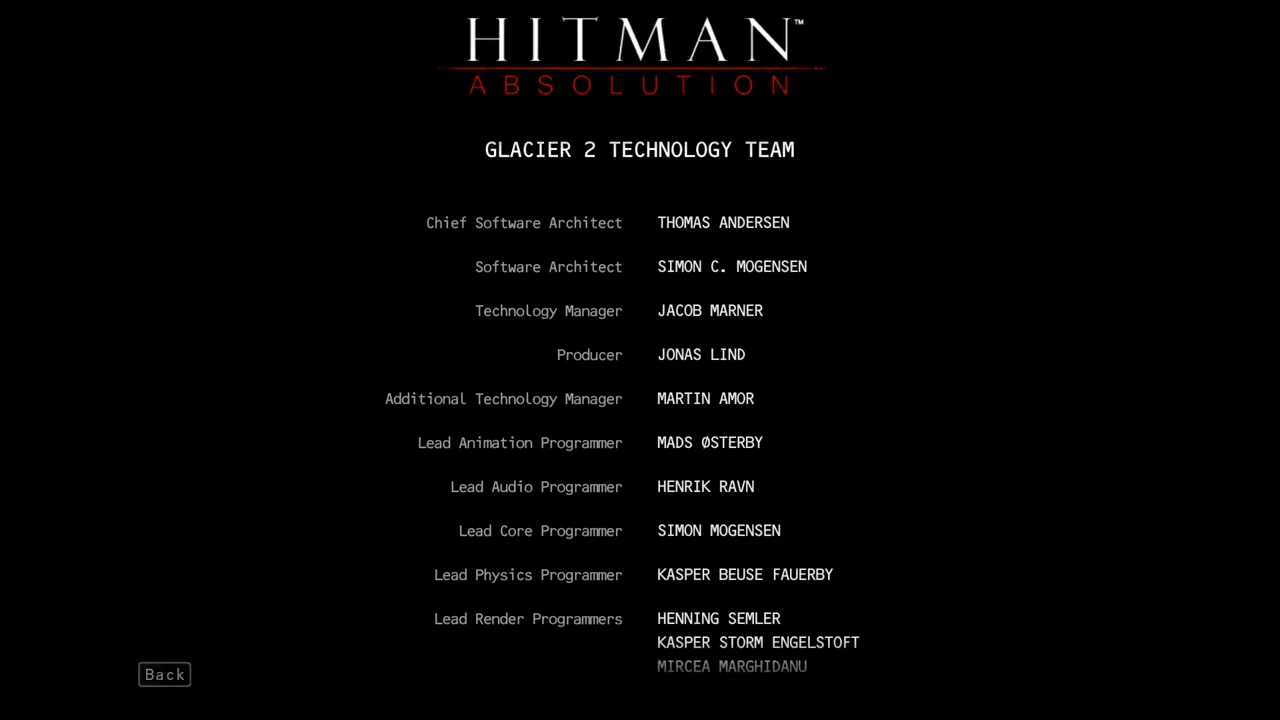 HITMAN™
ABSOLUTION
GLACIER 2 TECHNOLOGY TEAM
Chief Software Architect THOMAS ANDERSEN
Software Architect SIMON C. MOGENSEN
Technology Manager JACOB MARNER
Producer JONAS LIND
Additional Technology Manager MARTIN AMOR
Lead Animation Programmer MADS ØSTERBY
Lead Audio Programmer HENRIK RAVN
Lead Core Programmer SIMON MOGENSEN
Lead Physics Programmer KASPER BEUSE FAUERBY
Lead Render Programmers HENNING SEMLER
KASPER STORM ENGELSTOFT
MIRCEA MARGHIDANU
Back